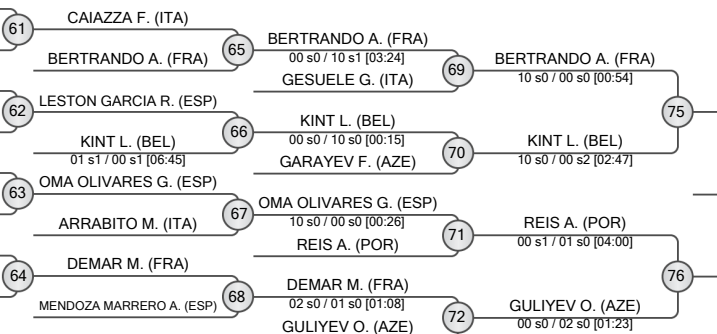 61
CAIAZZA F. (ITA)
BERTRANDO A. (FRA)
65
BERTRANDO A. (FRA)
00 s0 / 10 s1 [03:24]
GESUELE G. (ITA)
69
BERTRANDO A. (FRA)
10 s0 / 00 s0 [00:54]
75
62
LESTON GARCIA R. (ESP)
KINT L. (BEL)
01 s1 / 00 s1 [06:45]
66
KINT L. (BEL)
00 s0 / 10 s0 [00:15]
GARAYEV F. (AZE)
70
KINT L. (BEL)
10 s0 / 00 s2 [02:47]
63
OMA OLIVARES G. (ESP)
ARRABITO M. (ITA)
67
OMA OLIVARES G. (ESP)
10 s0 / 00 s0 [00:26]
REIS A. (POR)
71
REIS A. (POR)
00 s1 / 01 s0 [04:00]
76
64
DEMAR M. (FRA)
MENDOZA MARRERO A. (ESP)
68
DEMAR M. (FRA)
02 s0 / 01 s0 [01:08]
GULIYEV O. (AZE)
72
GULIYEV O. (AZE)
00 s0 / 02 s0 [01:23]